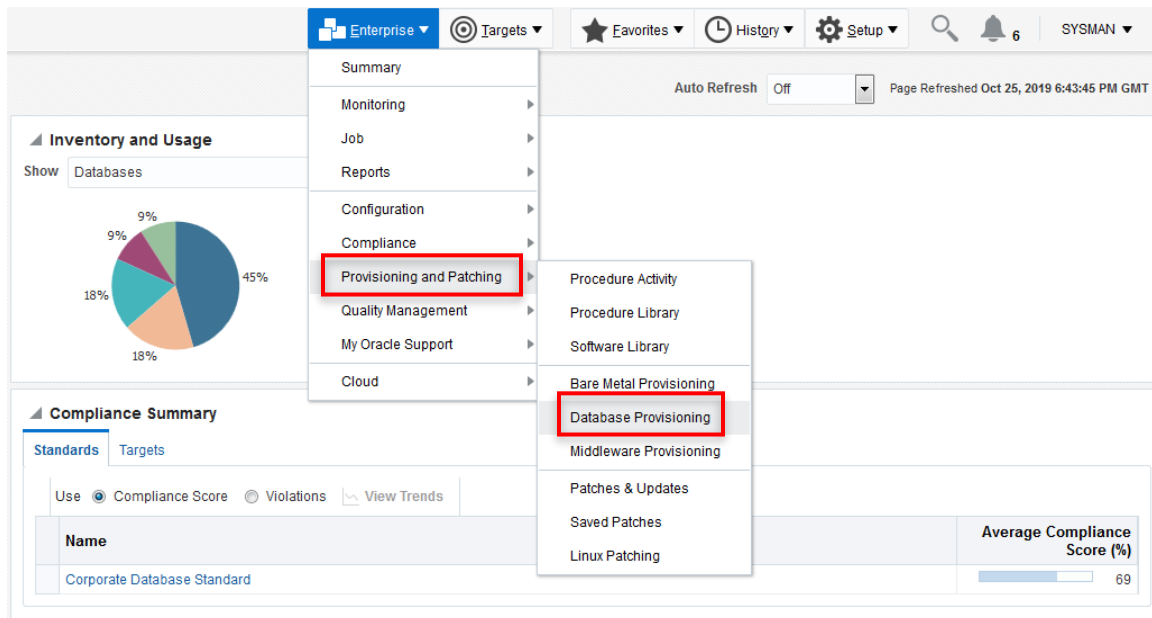 Enterprise Targets Favorites History Setup 6 SYSMAN
Summary
Monitoring
Job
Reports
Configuration
Compliance
Provisioning and Patching
Quality Management
My Oracle Support
Cloud
Procedure Activity
Procedure Library
Software Library
Bare Metal Provisioning
Database Provisioning
Middleware Provisioning
Patches & Updates
Saved Patches
Linux Patching
Auto Refresh Off Page Refreshed Oct 25, 2019 6:43:45 PM GMT
Inventory and Usage
Show Databases
9%
9%
45%
18%
18%
Compliance Summary
Standards Targets
Use Compliance Score Violations View Trends
Name Average Compliance
Score (%)
Corporate Database Standard 69